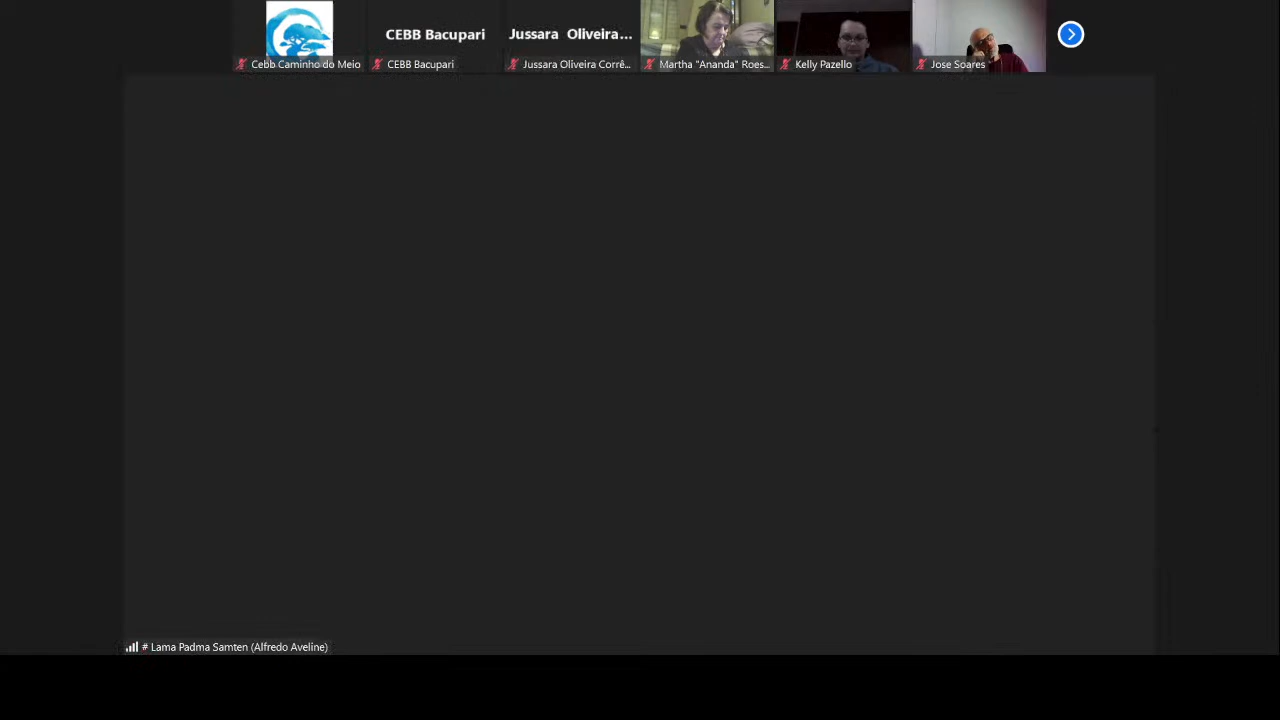 CEBB Bacupari
Jussara Oliveira...
Cebb Caminho do Meio
CEBB Bacupari
Jussara Oliveira Corrê...
Martha "Ananda" Roes...
Kelly Pazello
Jose Soares
# Lama Padma Samten (Alfredo Aveline)